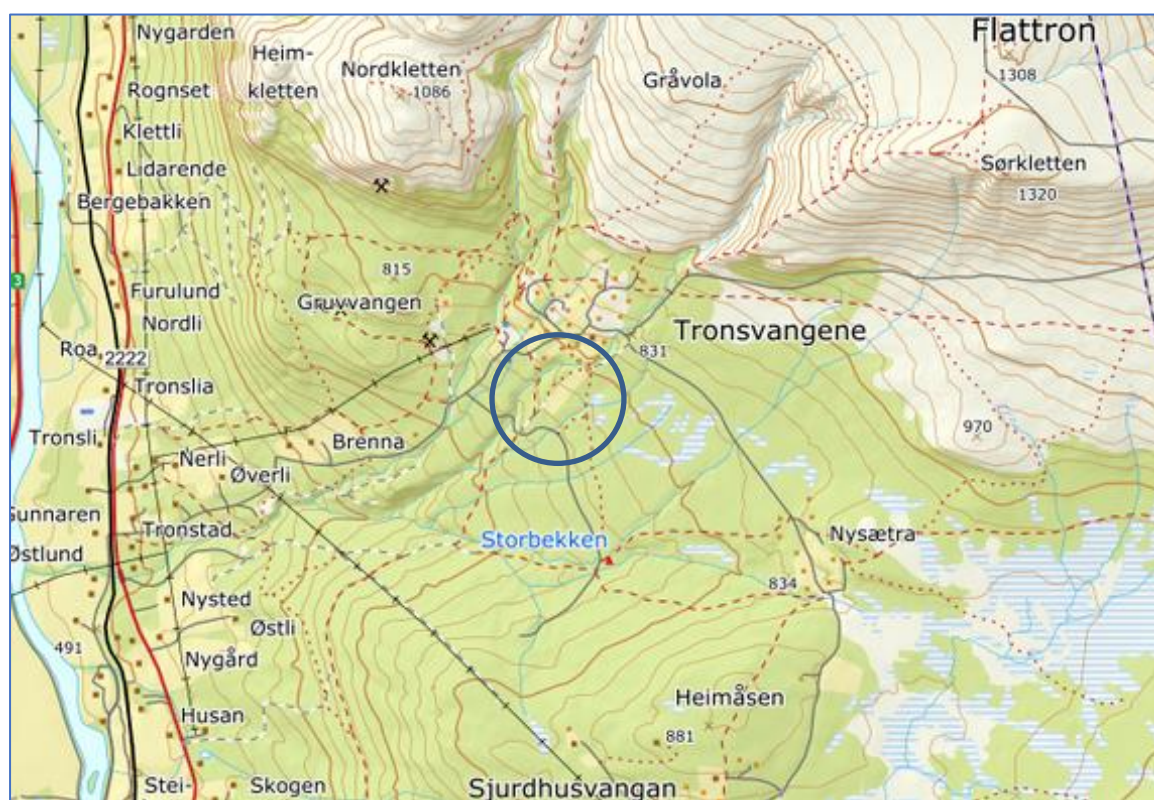 Nygarden
Heim-
kletten
Nordkletten
1086
Gråvola
Flattron
1308
Rognset
Klettli
Lidarende
Bergebakken
Sørkletten
1320
3
815
Furulund
Gruvvangen
Nordli
Tronsvangene
831
Roa
2222
Tronslia
970
Tronsli
Brenna
Nerli
Øverli
Sunnaren
Tronstad
Storbekken
Nysætra
Østlund
834
Nysted
Østli
491
Nygård
Heimåsen
Husan
881
Stei-
Skogen
Sjurdhusvangan